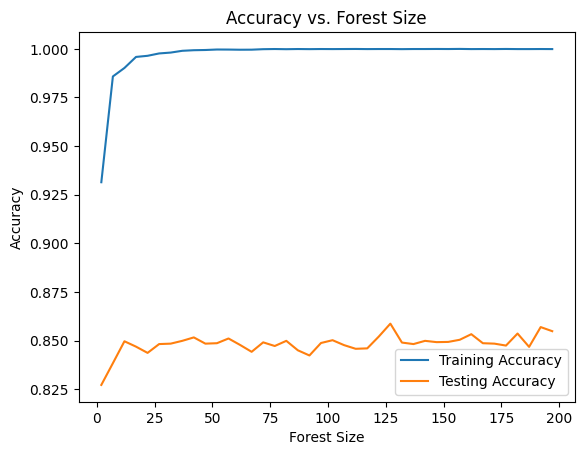 Accuracy vs. Forest Size
1.000
0.975
0.950
0.925
0.900
0.875
0.850
0.825
Accuracy
Training Accuracy
Testing Accuracy
0 25 50 75 100 125 150 175 200
Forest Size